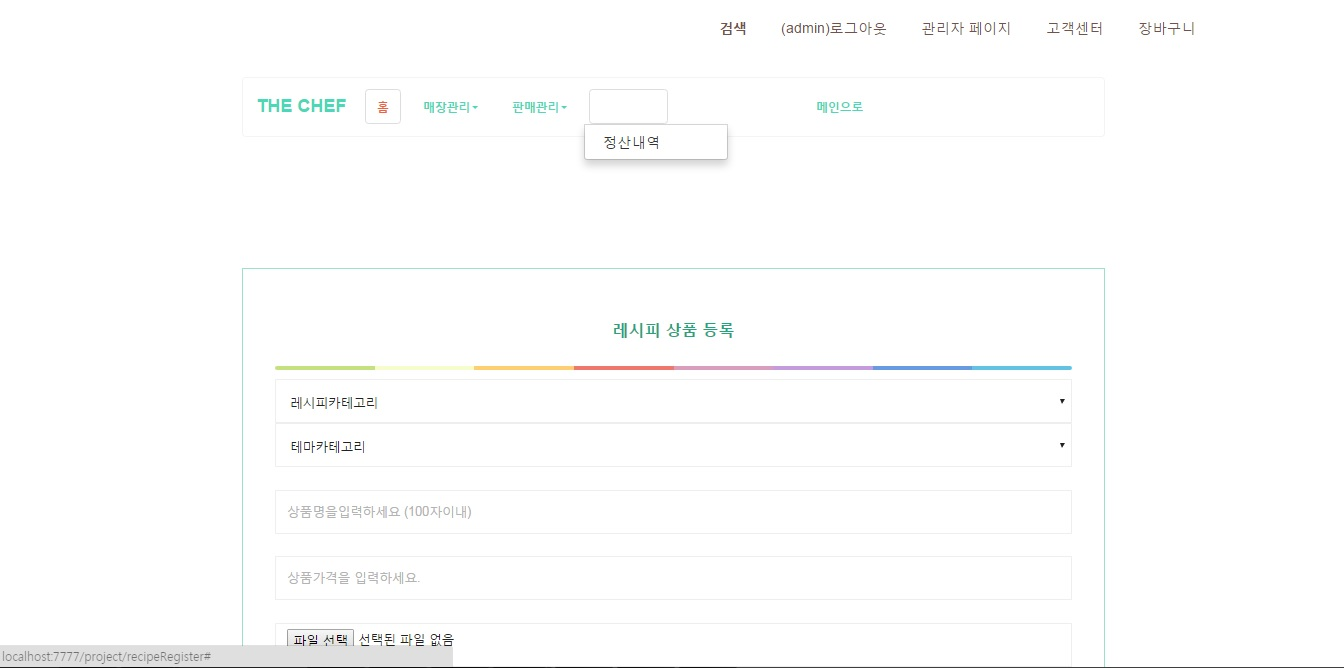 검색 (admin)로그아웃 관리자 페이지 고객센터 장바구니
THE CHEF 홈 매장관리 판매관리 메인으로
정산내역
레시피 상품 등록
레시피카테고리
테마카테고리
상품명을입력하세요 (100자이내)
상품가격을 입력하세요.
파일 선택 선택된 파일 없음
localhost:7777/project/recipeRegister#